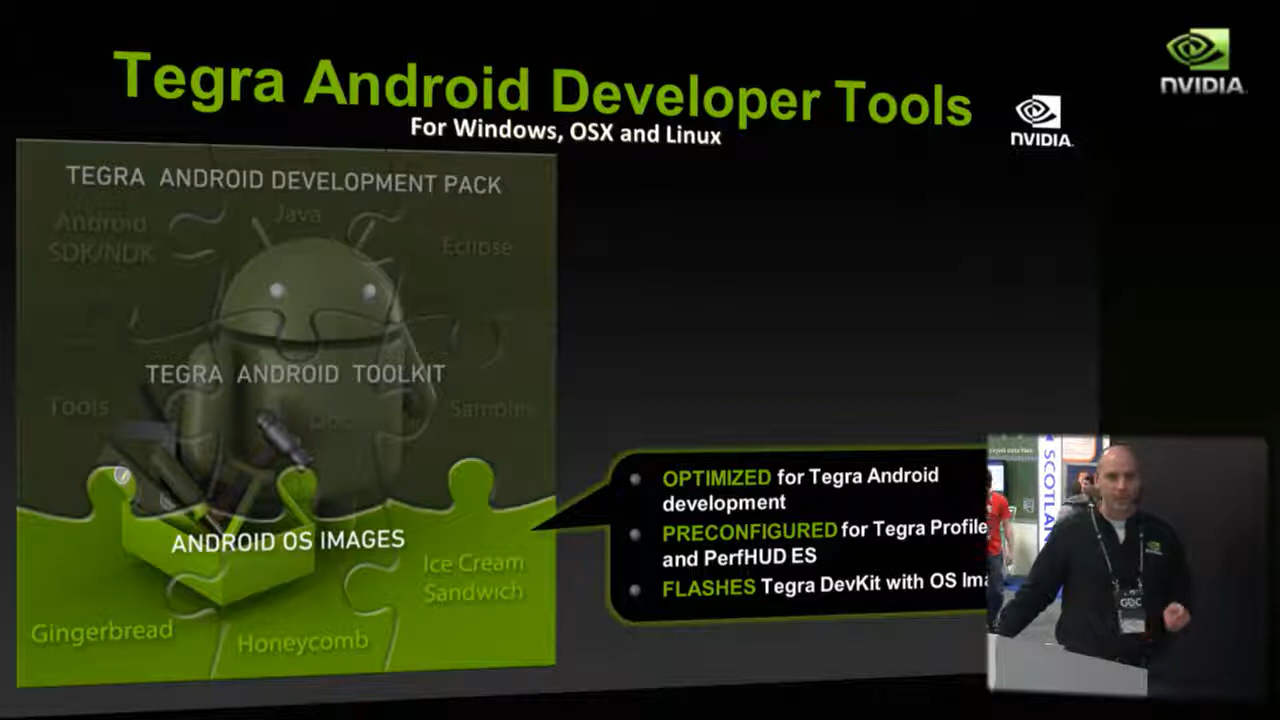 Tegra Android Developer Tools
For Windows, OSX and Linux
NVIDIA.
NVIDIA.
TEGRA ANDROID DEVELOPMENT PACK
Android
SDK/NDK
Java
Eclipse
TEGRA ANDROID TOOLKIT
Tools
ANDROID OS IMAGES
Gingerbread
Honeycomb
Ice Cream
Sandwich
• OPTIMIZED for Tegra Android
development
• PRECONFIGURED for Tegra Profile
and PerfHUD ES
• FLASHES Tegra DevKit with OS Ima
SCOTLAN
GDC